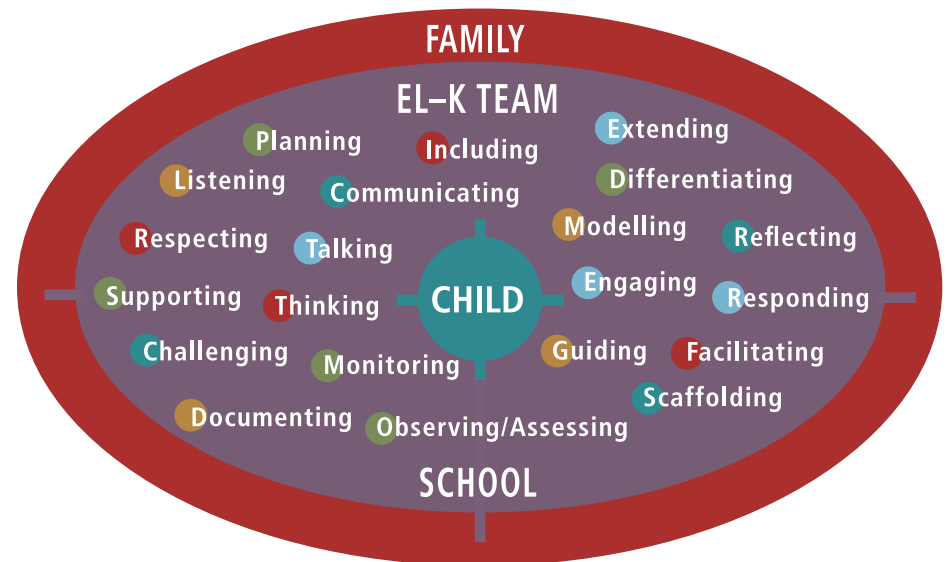 FAMILY
EL–K TEAM
Extending
Planning
Including
Listening
Communicating
Differentiating
Modelling
Respecting
Talking
Reflecting
Supporting
Thinking
CHILD
Engaging
Responding
Challenging
Monitoring
Guiding
Facilitating
Scaffolding
Documenting
Observing/Assessing
SCHOOL